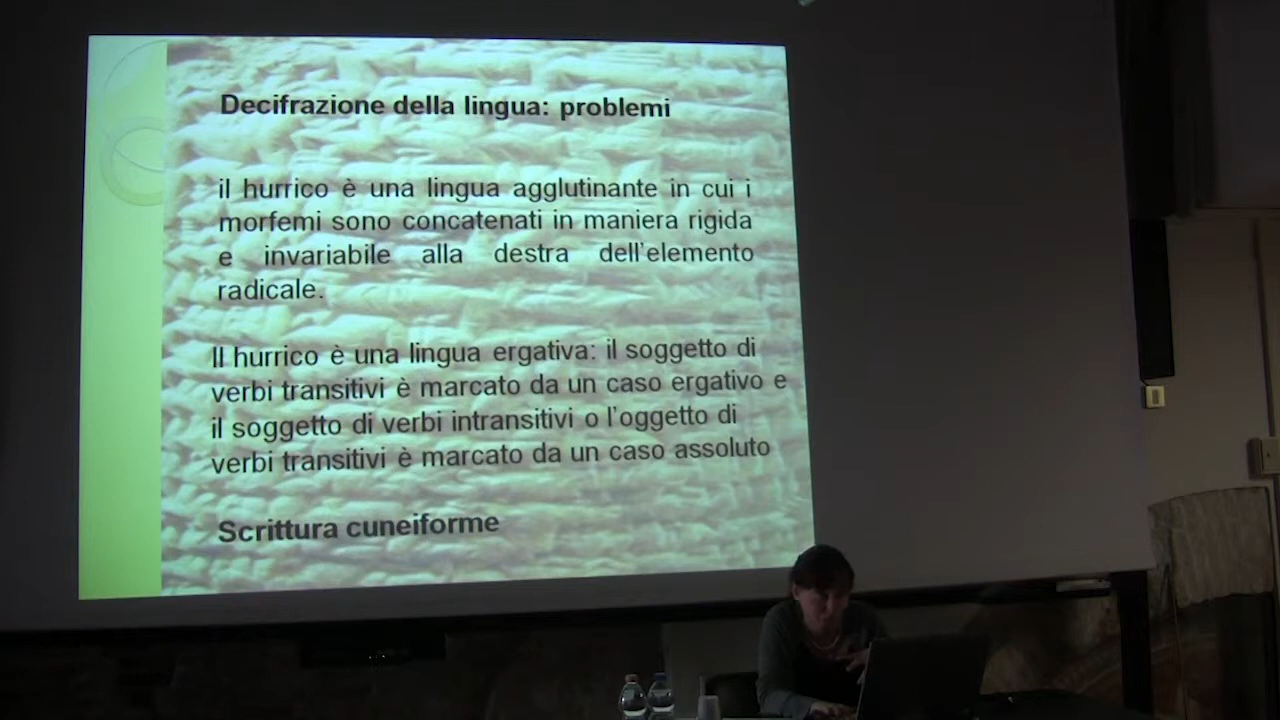 Decifrazione della lingua: problemi
il hurrico è una lingua agglutinante in cui i
morfemi sono concatenati in maniera rigida
e invariabile alla destra dell'elemento
radicale.
Il hurrico è una lingua ergativa: il soggetto di
verbi transitivi è marcato da un caso ergativo e
il soggetto di verbi intransitivi o l'oggetto di
verbi transitivi è marcato da un caso assoluto
Scrittura cuneiforme